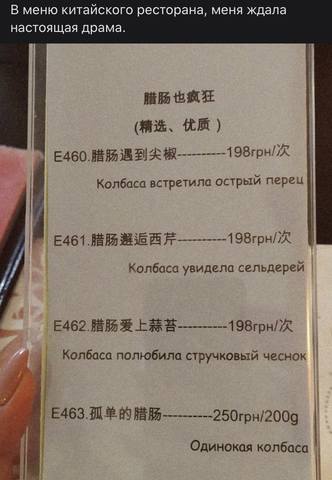 В меню китайского ресторана, меня ждала
настоящая драма.
腊肠也疯狂
(精选、优质)
E460.腊肠遇到尖椒----------198грн/次
Колбаса встретила острый перец
E461.腊肠邂逅西芹----------198грн/次
Колбаса увидела сельдерей
E462.腊肠爱上蒜苔----------198грн/次
Колбаса полюбила стручковый чеснок
E463.孤单的腊肠----------250грн/200g
Одинокая колбаса